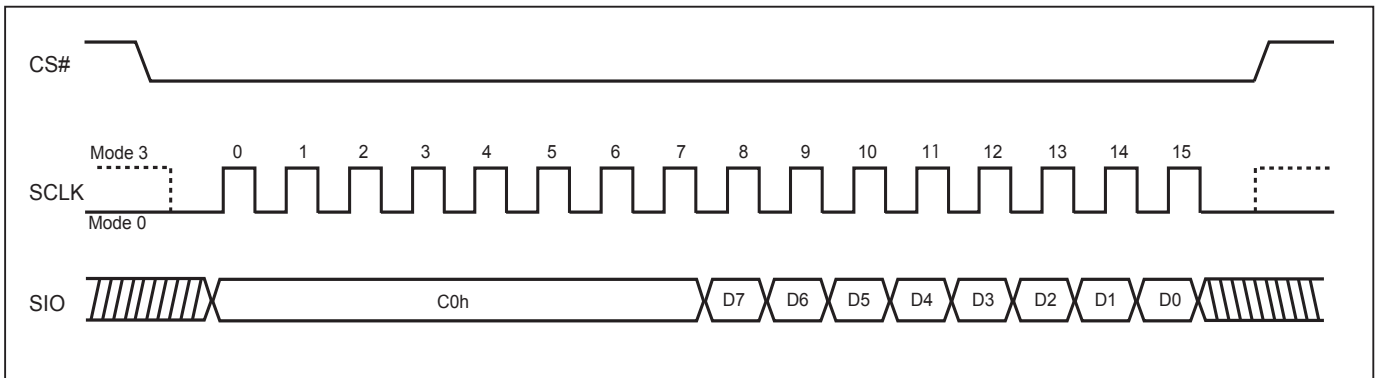 CS#
Mode 3 0 1 2 3 4 5 6 7 8 9 10 11 12 13 14 15
SCLK
Mode 0
SIO C0h D7 D6 D5 D4 D3 D2 D1 D0